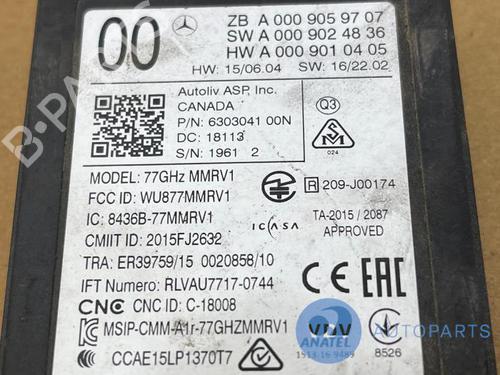 00
ZB A 000 905 97 07
SW A 000 902 48 36
HW A 000 901 04 05
HW: 15/06.04 SW: 16/22.02
Autoliv ASP, Inc.
CANADA
P/N: 6303041 00N
DC: 18113
S/N: 1961 2
Q3
024
MODEL: 77GHz MMRV1
FCC ID: WU877MMRV1
IC: 8436B-77MMRV1
CMIIT ID: 2015FJ2632
R 209-J00174
ICASA
TA-2015 / 2087
APPROVED
TRA: ER39759/15 0020858/10
IFT Numero: RLVAU7717-0744
CNC CNC ID: C-18008
MSIP-CMM-A1r-77GHZMMRV1
CCAE15LP1370T7
CE EAC
ANATEL
8526
AUTOPARTS
B-PARTS